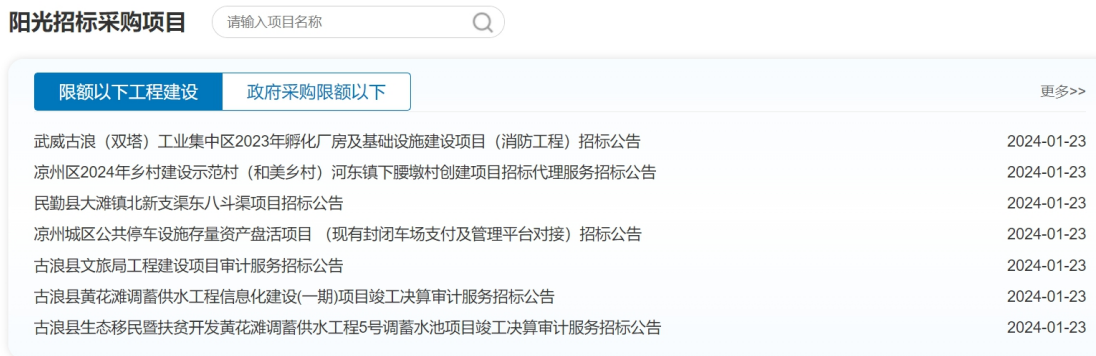 阳光招标采购项目 请输入项目名称
限额以下工程建设 政府采购限额以下 更多>>
武威古浪（双塔）工业集中区2023年孵化厂房及基础设施建设项目（消防工程）招标公告 2024-01-23
凉州区2024年乡村建设示范村（和美乡村）河东镇下腰墩村创建项目招标代理服务招标公告 2024-01-23
民勤县大滩镇北新支渠东八斗渠项目招标公告 2024-01-23
凉州城区公共停车设施存量资产盘活项目 （现有封闭车场支付及管理平台对接）招标公告 2024-01-23
古浪县文旅局工程建设项目审计服务招标公告 2024-01-23
古浪县黄花滩调蓄供水工程信息化建设(一期)项目竣工决算审计服务招标公告 2024-01-23
古浪县生态移民暨扶贫开发黄花滩调蓄供水工程5号调蓄水池项目竣工决算审计服务招标公告 2024-01-23